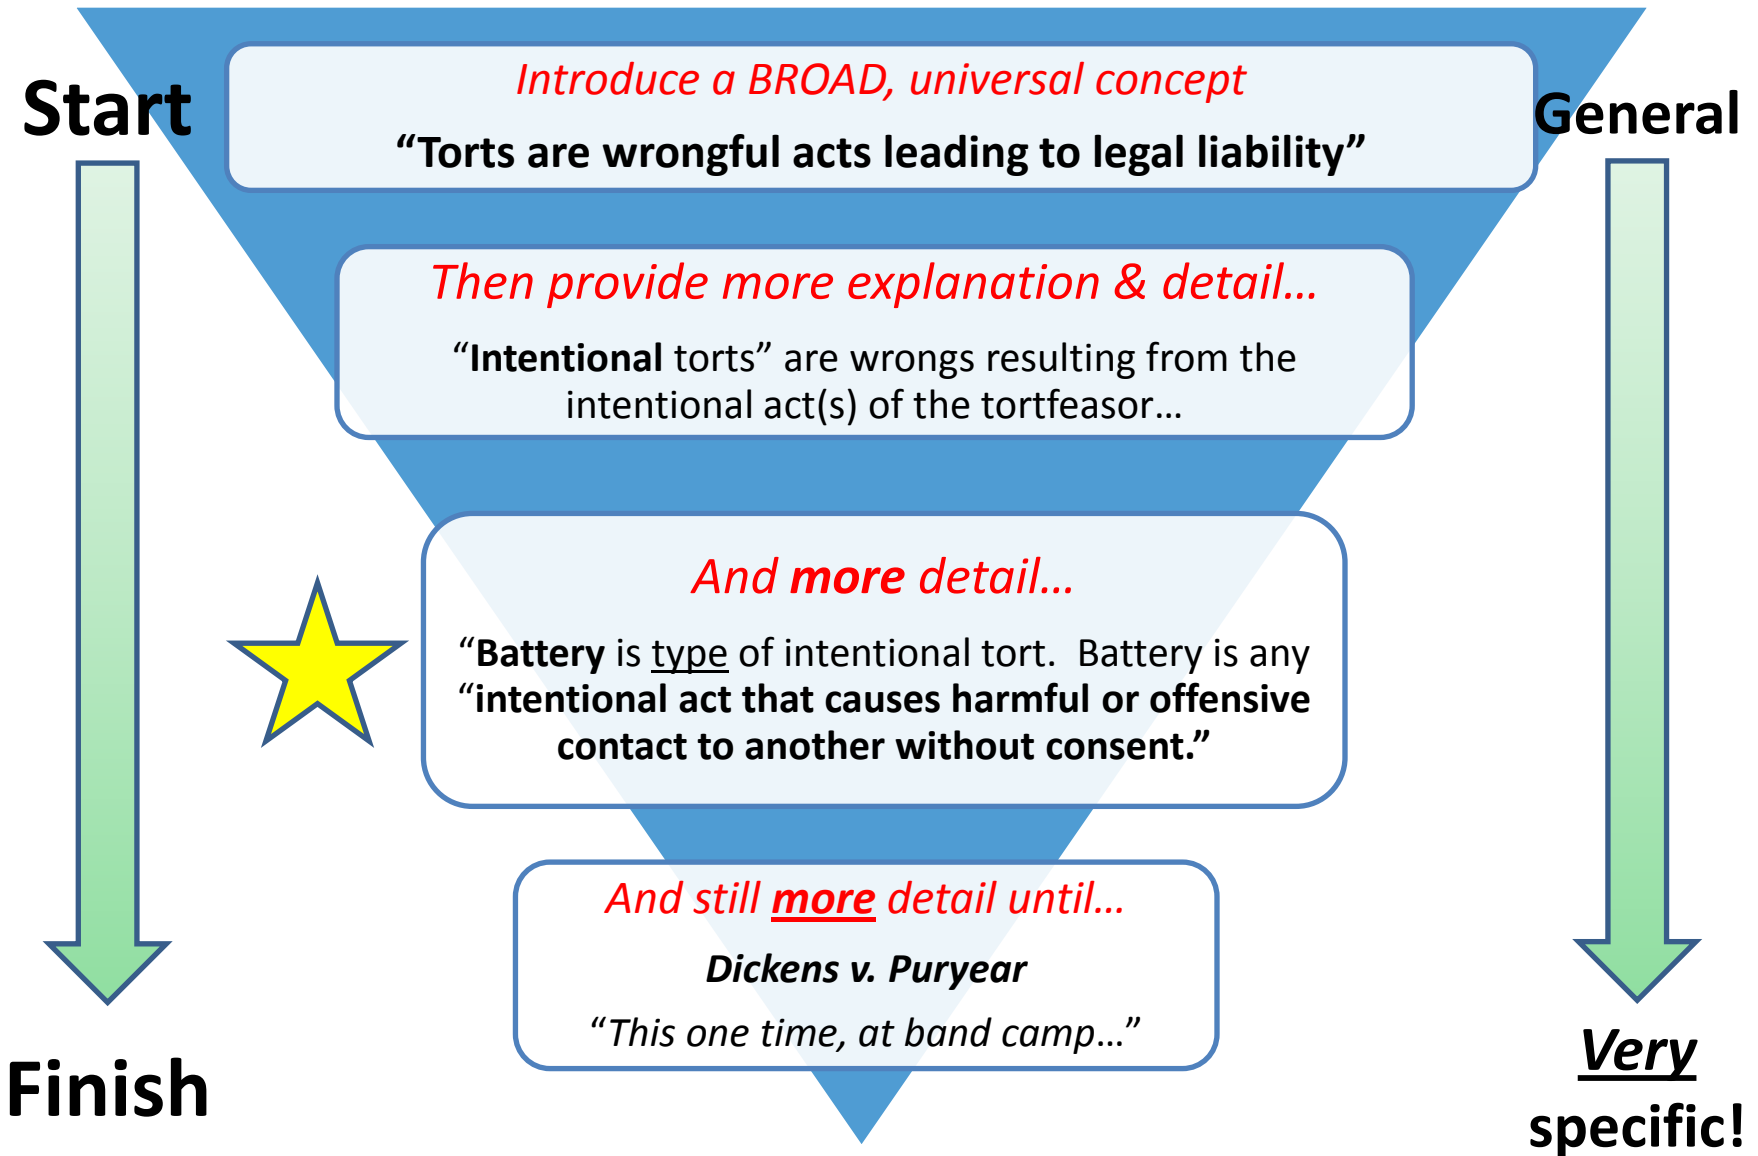 Start
Introduce a BROAD, universal concept
“Torts are wrongful acts leading to legal liability”
General
Then provide more explanation & detail…
“Intentional torts” are wrongs resulting from the
intentional act(s) of the tortfeasor…
And more detail…
“Battery is type of intentional tort.  Battery is any
“intentional act that causes harmful or offensive
contact to another without consent.”
And still more detail until…
Dickens v. Puryear
“This one time, at band camp…”
Finish
Very
specific!